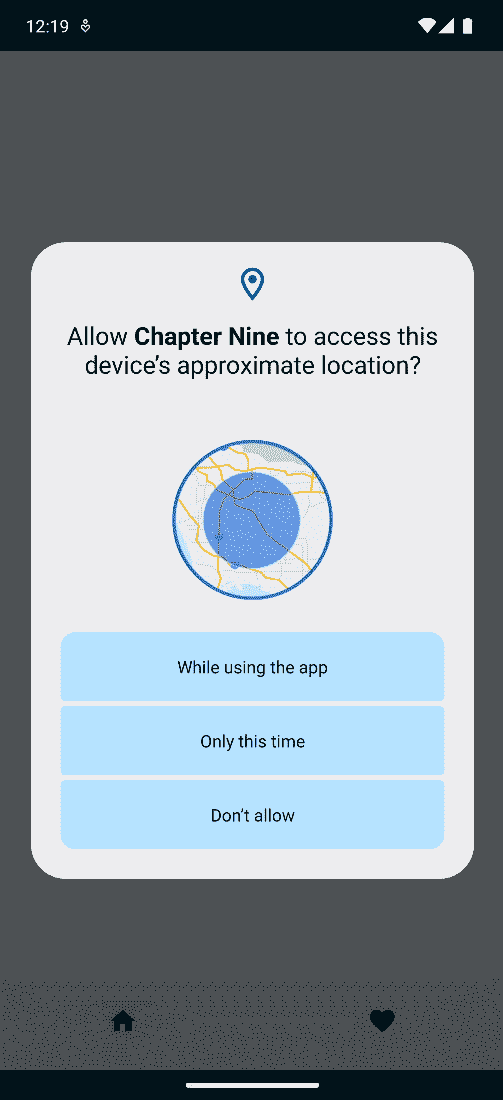 12:19
Allow Chapter Nine to access this
device’s approximate location?
While using the app
Only this time
Don’t allow